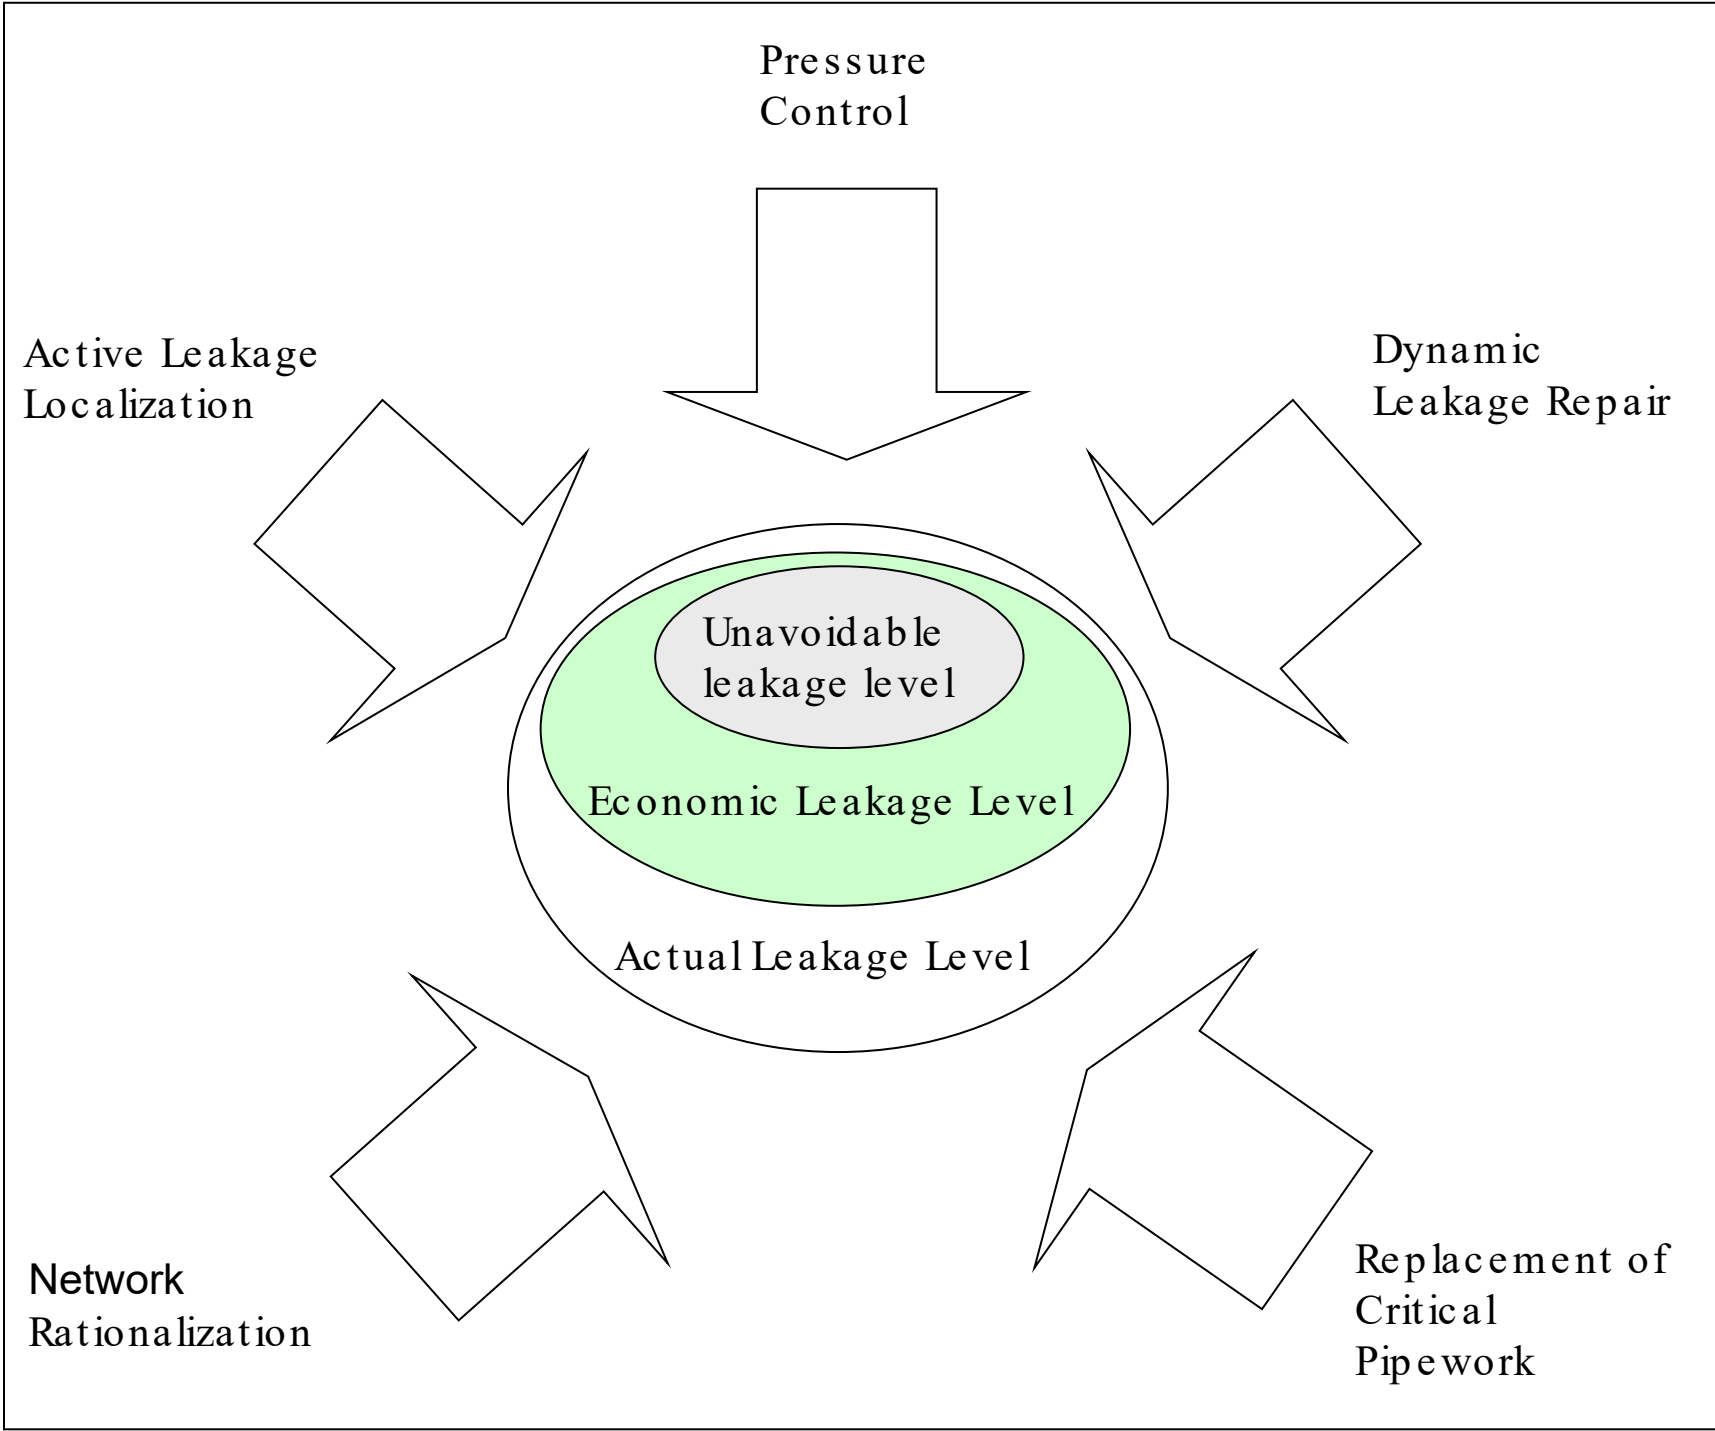 Pressure
Control
Active Leakage
Localization
Dynamic
Leakage Repair
Unavoidable
leakage level
Economic Leakage Level
Actual Leakage Level
Network
Rationalization
Replacement of
Critical
Pipework